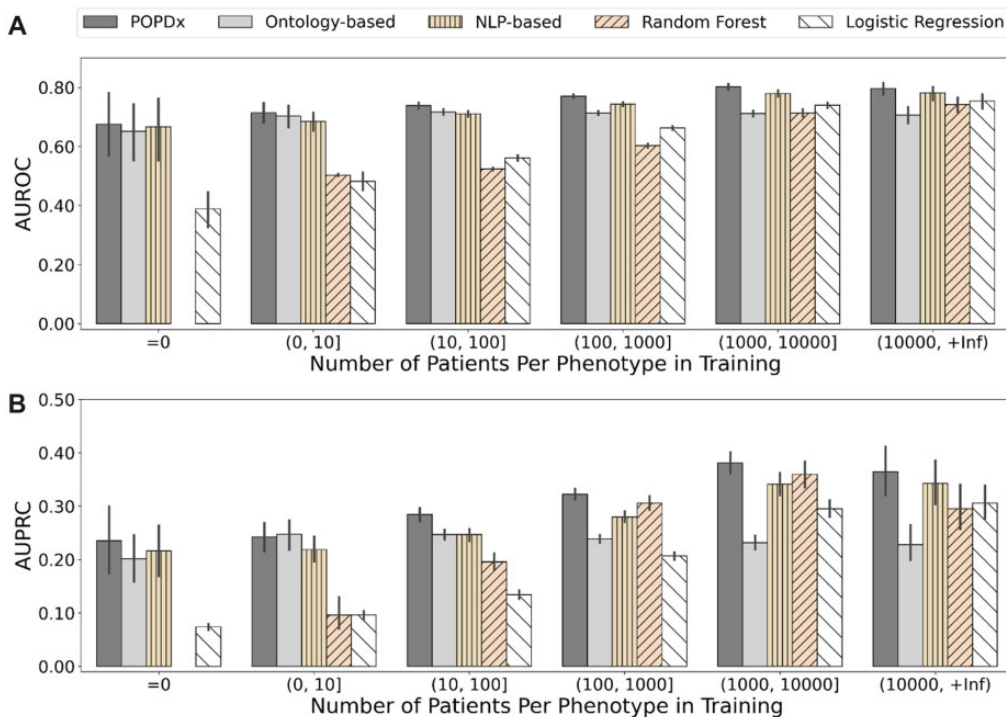 A
POPDx Ontology-based NLP-based Random Forest Logistic Regression
0.80
0.60
0.40
0.20
0.00
AUROC
=0 (0, 10] (10, 100] (100, 1000] (1000, 10000] (10000, +Inf)
Number of Patients Per Phenotype in Training
B
0.50
0.40
0.30
0.20
0.10
0.00
AUPRC
=0 (0, 10] (10, 100] (100, 1000] (1000, 10000] (10000, +Inf)
Number of Patients Per Phenotype in Training